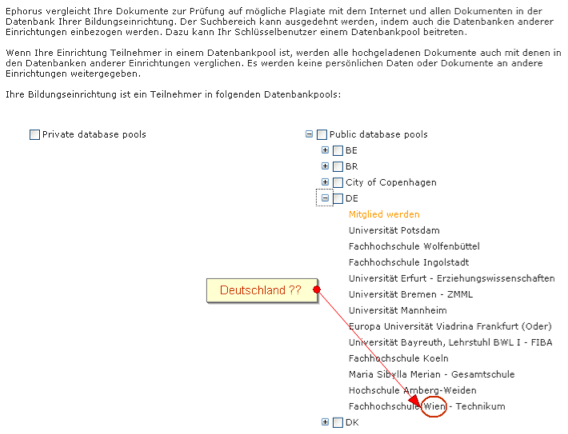 Ephorus vergleicht Ihre Dokumente zur Prüfung auf mögliche Plagiate mit dem Internet und allen Dokumenten in der
Datenbank Ihrer Bildungseinrichtung. Der Suchbereich kann ausgedehnt werden, indem auch die Datenbanken anderer
Einrichtungen einbezogen werden. Dazu kann Ihr Schlüsselbenutzer einem Datenbankpool beitreten.
Wenn Ihre Einrichtung Teilnehmer in einem Datenbankpool ist, werden alle hochgeladenen Dokumente auch mit denen in
den Datenbanken anderer Einrichtungen verglichen. Es werden keine persönlichen Daten oder Dokumente an andere
Einrichtungen weitergegeben.
Ihre Bildungseinrichtung ist ein Teilnehmer in folgenden Datenbankpools:
Private database pools
Public database pools
BE
BR
City of Copenhagen
DE
Mitglied werden
Universität Potsdam
Fachhochschule Wolfenbüttel
Fachhochschule Ingolstadt
Universität Erfurt - Erziehungswissenschaften
Deutschland ??
Universität Bremen - ZMML
Universität Mannheim
Europa Universität Viadrina Frankfurt (Oder)
Universität Bayreuth, Lehrstuhl BWL I - FIBA
Fachhochschule Koeln
Maria Sibylla Merian - Gesamtschule
Hochschule Amberg-Weiden
Fachhochschule Wien - Technikum
DK